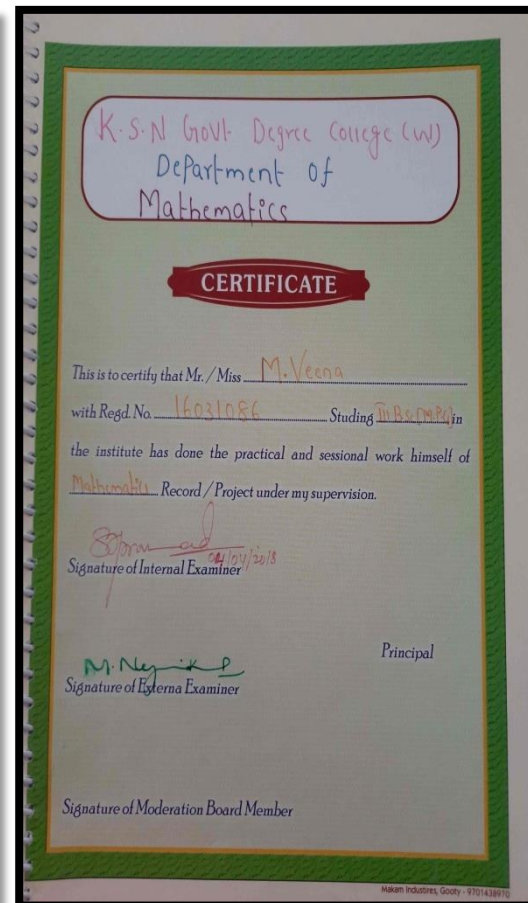 K.S.N Govt. Degree College (W)
Department of
Mathematics
CERTIFICATE
This is to certify that Mr. / Miss M. Veena
with Regd. No. 16031086 Studing III B.Sc (M.P.C) in
the institute has done the practical and sessional work himself of
Mathematics Record / Project under my supervision.
04/04/2018
Signature of Internal Examiner
Principal
Signature of Externa Examiner
Signature of Moderation Board Member
Makam Industires, Gooty - 9701438970